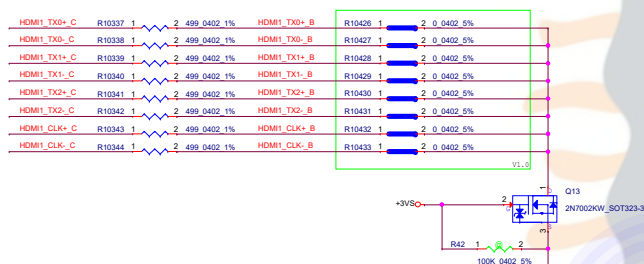 HDMI1_TX0+_C R10337 1 2 499_0402_1% HDMI1_TX0+_B R10426 1 2 0_0402_5%
HDMI1_TX0-_C R10338 1 2 499_0402_1% HDMI1_TX0-_B R10427 1 2 0_0402_5%
HDMI1_TX1+_C R10339 1 2 499_0402_1% HDMI1_TX1+_B R10428 1 2 0_0402_5%
HDMI1_TX1-_C R10340 1 2 499_0402_1% HDMI1_TX1-_B R10429 1 2 0_0402_5%
HDMI1_TX2+_C R10341 1 2 499_0402_1% HDMI1_TX2+_B R10430 1 2 0_0402_5%
HDMI1_TX2-_C R10342 1 2 499_0402_1% HDMI1_TX2-_B R10431 1 2 0_0402_5%
HDMI1_CLK+_C R10343 1 2 499_0402_1% HDMI1_CLK+_B R10432 1 2 0_0402_5%
HDMI1_CLK-_C R10344 1 2 499_0402_1% HDMI1_CLK-_B R10433 1 2 0_0402_5%
V1.0
1 Q13
+3VS 2
2N7002KW_SOT323-3
3
R42 1 2
100K_0402_5%